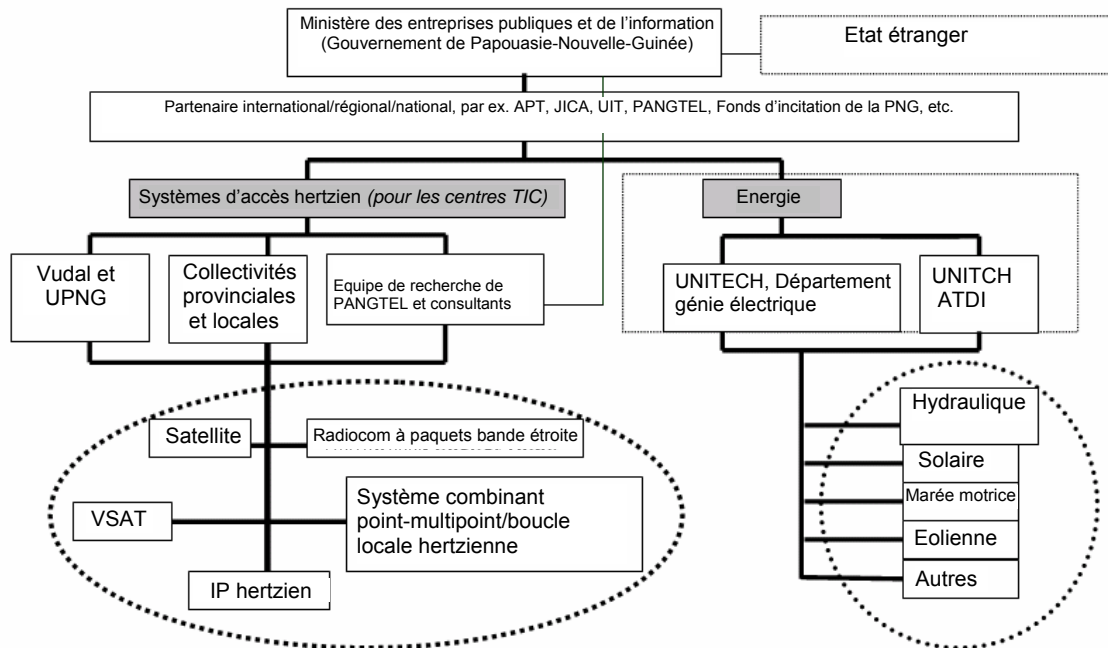 Ministère des entreprises publiques et de l'information
(Gouvernement de Papouasie-Nouvelle-Guinée)
Etat étranger
Partenaire international/régional/national, par ex. APT, JICA, UIT, PANGTEL, Fonds d'incitation de la PNG, etc.
Systèmes d'accès hertzien (pour les centres TIC)
Energie
Vudal et
UPNG
Collectivités
provinciales
et locales
Equipe de recherche de
PANGTEL et consultants
UNITECH, Département
génie électrique
UNITCH
ATDI
Satellite
Radiocom à paquets bande étroite
VSAT
Système combinant
point-multipoint/boucle
locale hertzienne
IP hertzien
Hydraulique
Solaire
Marée motrice
Eolienne
Autres